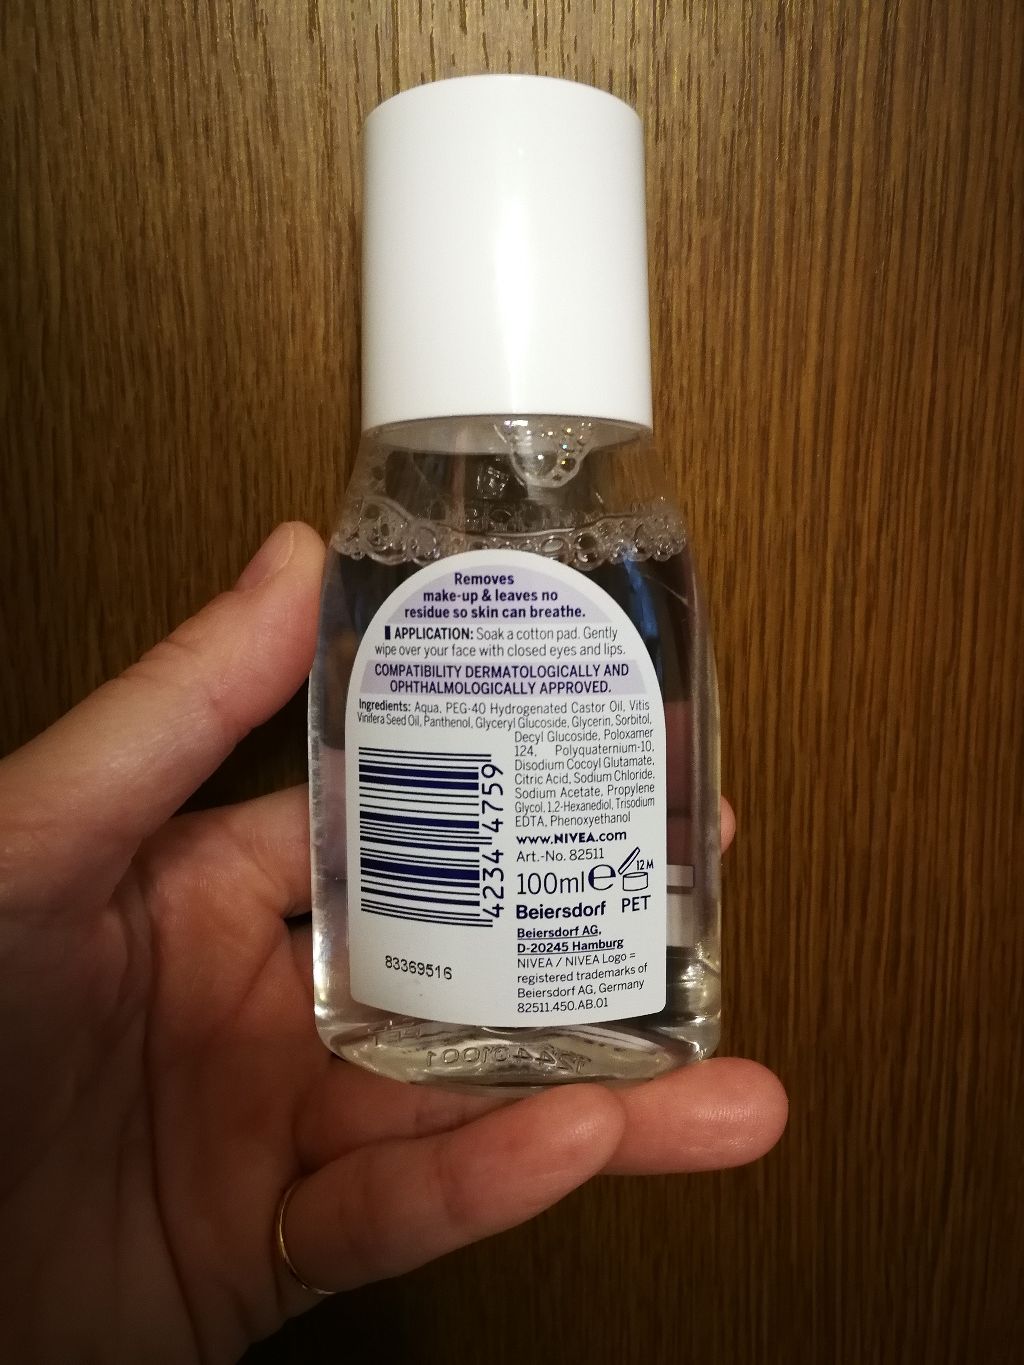 Removes
make-up & leaves no
residue so skin can breathe.
APPLICATION: Soak a cotton pad. Gently
wipe over your face with closed eyes and lips.
COMPATIBILITY DERMATOLOGICALLY AND
OPHTHALMOLOGICALLY APPROVED.
Ingredients: Aqua, PEG-40 Hydrogenated Castor Oil, Vitis
Vinifera Seed Oil, Panthenol, Glyceryl Glucoside, Glycerin, Sorbitol,
Decyl Glucoside, Poloxamer
124, Polyquaternium-10,
Disodium Cocoyl Glutamate,
Citric Acid, Sodium Chloride,
Sodium Acetate, Propylene
Glycol, 1,2-Hexanediol, Trisodium
EDTA, Phenoxyethanol
www.NIVEA.com
Art.-No. 82511
100ml e
12 M
Beiersdorf PET
Beiersdorf AG,
D-20245 Hamburg
NIVEA / NIVEA Logo =
registered trademarks of
Beiersdorf AG, Germany
82511.450.AB.01
4234 4759
83369516